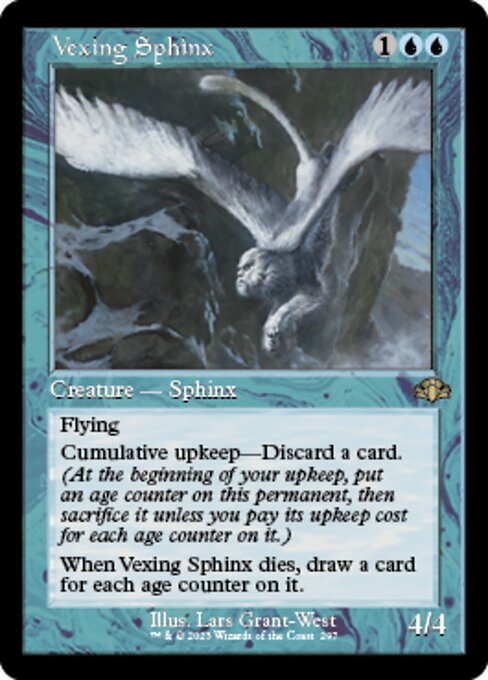 Vexing Sphinx 1
Creature — Sphinx
Flying
Cumulative upkeep—Discard a card.
(At the beginning of your upkeep, put
an age counter on this permanent, then
sacrifice it unless you pay its upkeep cost
for each age counter on it.)
When Vexing Sphinx dies, draw a card
for each age counter on it.
Illus. Lars Grant-West
4/4
™ & © 2023 Wizards of the Coast 297